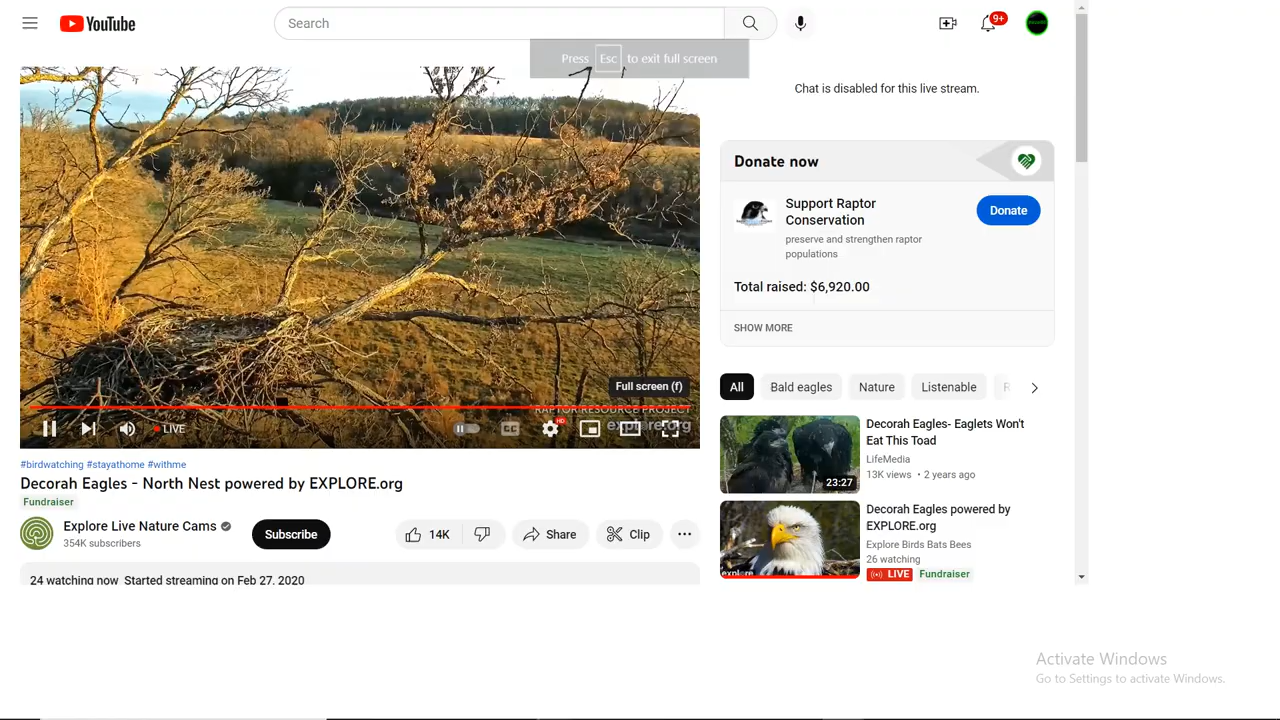 YouTube
Search
9+
Press Esc to exit full screen
Chat is disabled for this live stream.
Donate now
Support Raptor
Conservation
Donate
preserve and strengthen raptor
populations
Total raised: $6,920.00
SHOW MORE
All
Bald eagles
Nature
Listenable
Full screen (f)
RAPTOR RESOURCE PROJECT
explore.org
LIVE
CC
HD
#birdwatching #stayathome #withme
Decorah Eagles - North Nest powered by EXPLORE.org
Fundraiser
Explore Live Nature Cams
354K subscribers
Subscribe
14K
Share
Clip
24 watching now Started streaming on Feb 27, 2020
Decorah Eagles- Eaglets Won't
Eat This Toad
LifeMedia
13K views • 2 years ago
23:27
Decorah Eagles powered by
EXPLORE.org
Explore Birds Bats Bees
26 watching
LIVE Fundraiser
explore
Activate Windows
Go to Settings to activate Windows.